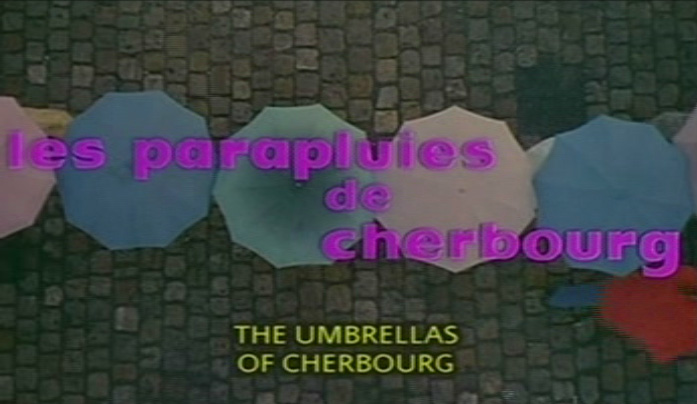 les parapluies
de
cherbourg
THE UMBRELLAS
OF CHERBOURG